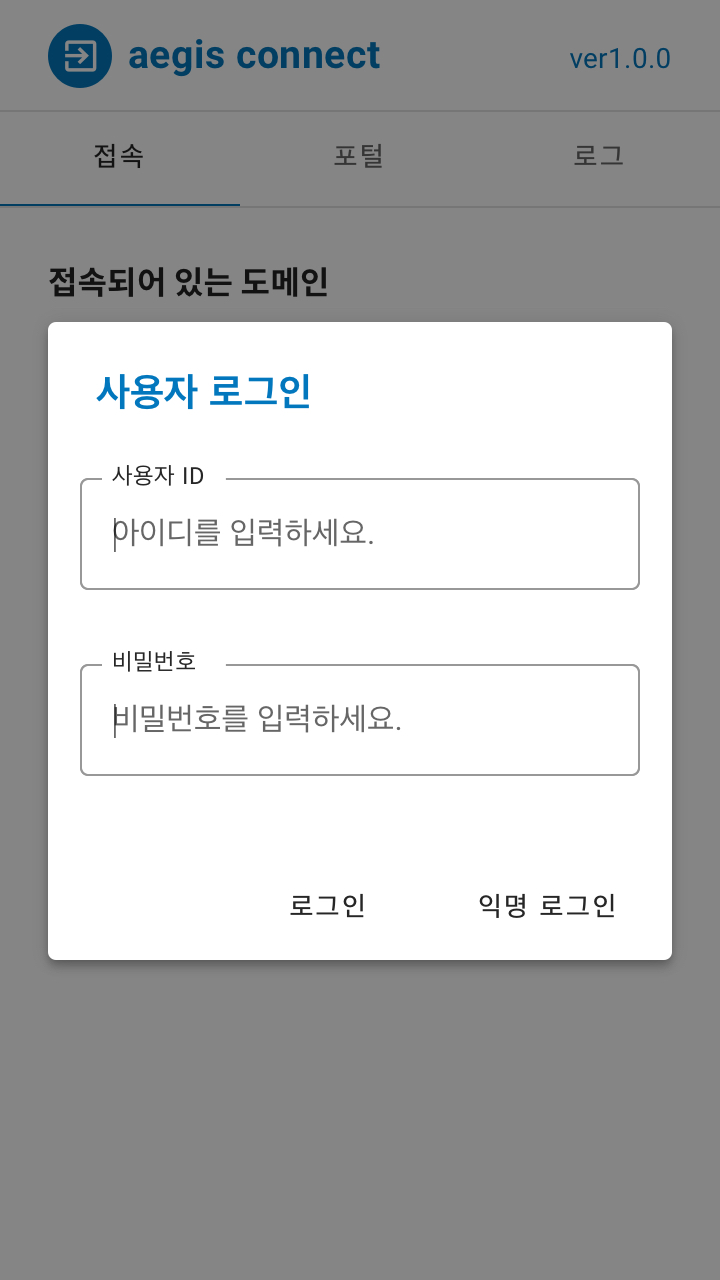 aegis connect
ver1.0.0
접속 포털 로그
접속되어 있는 도메인
사용자 로그인
사용자 ID
아이디를 입력하세요.
비밀번호
비밀번호를 입력하세요.
로그인 익명 로그인